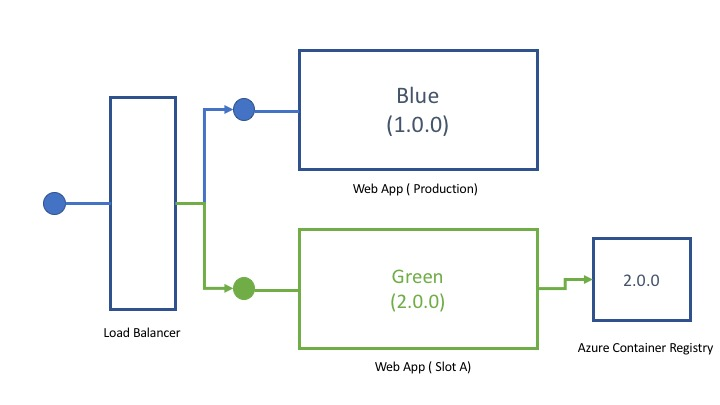 Blue
(1.0.0)
Web App ( Production)
Load Balancer
Green
(2.0.0)
Web App ( Slot A)
2.0.0
Azure Container Registry